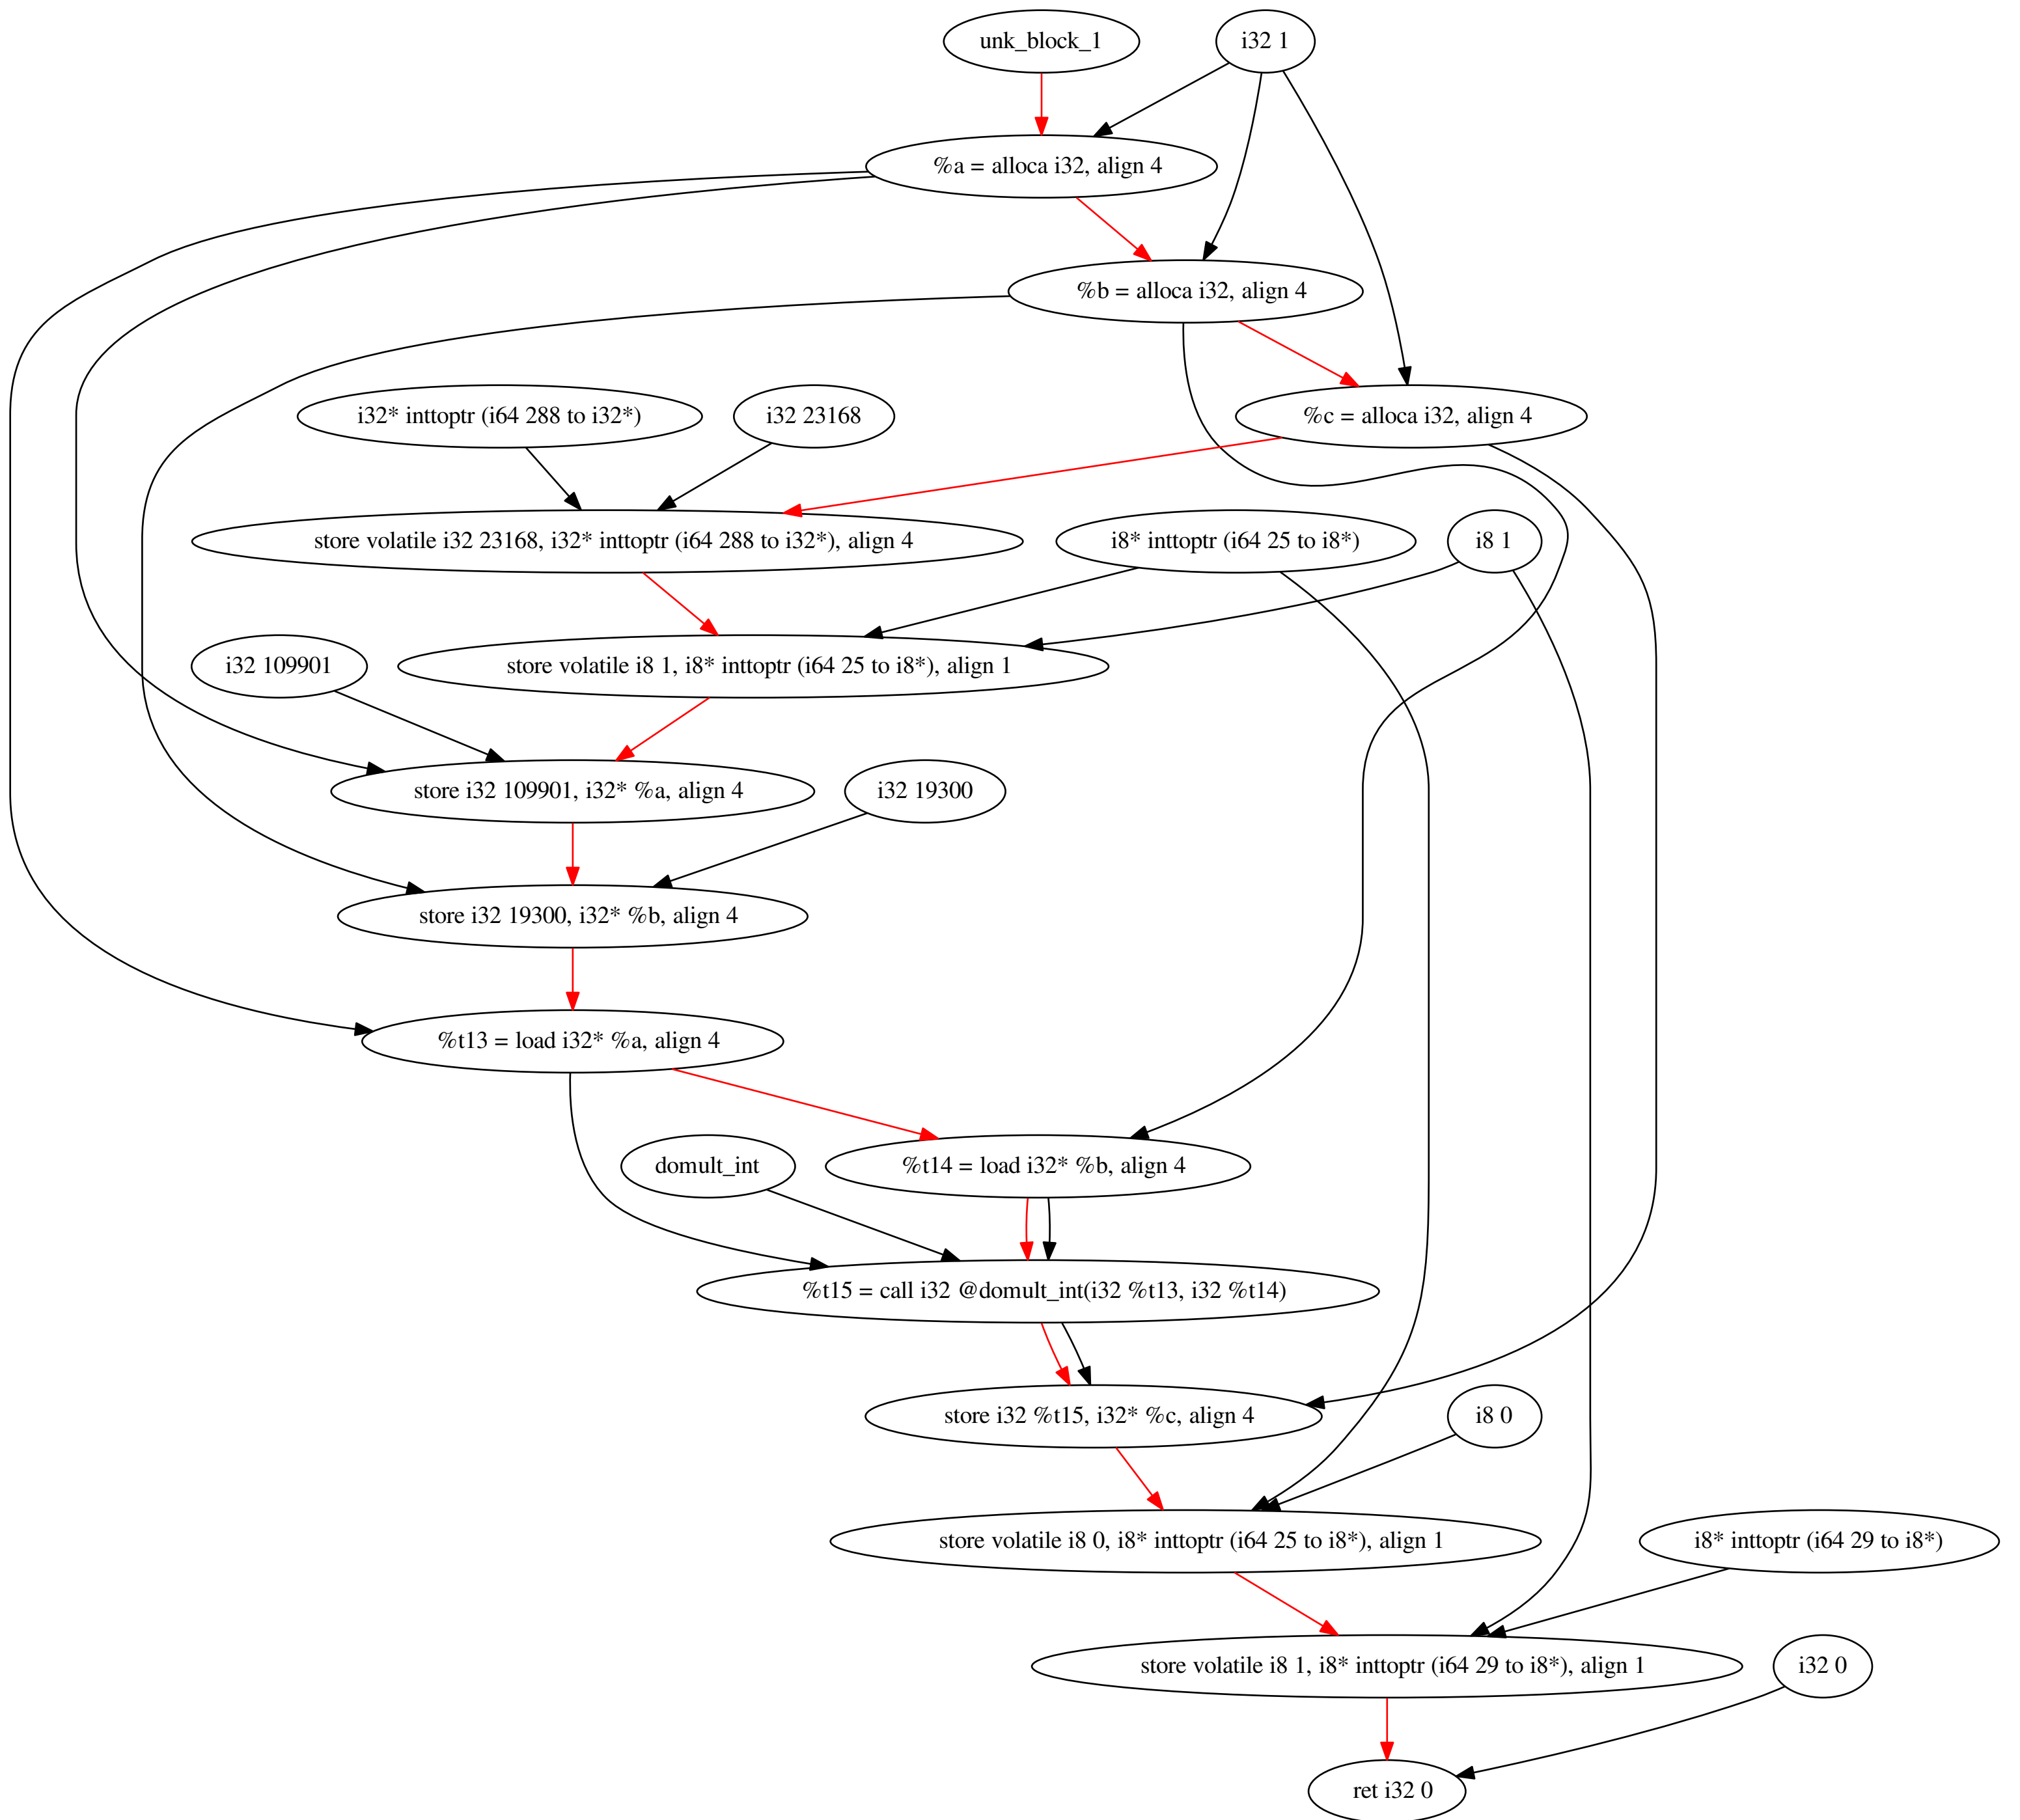 unk_block_1
i32 1
%a = alloca i32, align 4
%b = alloca i32, align 4
i32* inttoptr (i64 288 to i32*)
i32 23168
%c = alloca i32, align 4
store volatile i32 23168, i32* inttoptr (i64 288 to i32*), align 4
i8* inttoptr (i64 25 to i8*)
i8 1
i32 109901
store volatile i8 1, i8* inttoptr (i64 25 to i8*), align 1
store i32 109901, i32* %a, align 4
i32 19300
store i32 19300, i32* %b, align 4
%t13 = load i32* %a, align 4
domult_int
%t14 = load i32* %b, align 4
%t15 = call i32 @domult_int(i32 %t13, i32 %t14)
store i32 %t15, i32* %c, align 4
i8 0
store volatile i8 0, i8* inttoptr (i64 25 to i8*), align 1
i8* inttoptr (i64 29 to i8*)
store volatile i8 1, i8* inttoptr (i64 29 to i8*), align 1
i32 0
ret i32 0